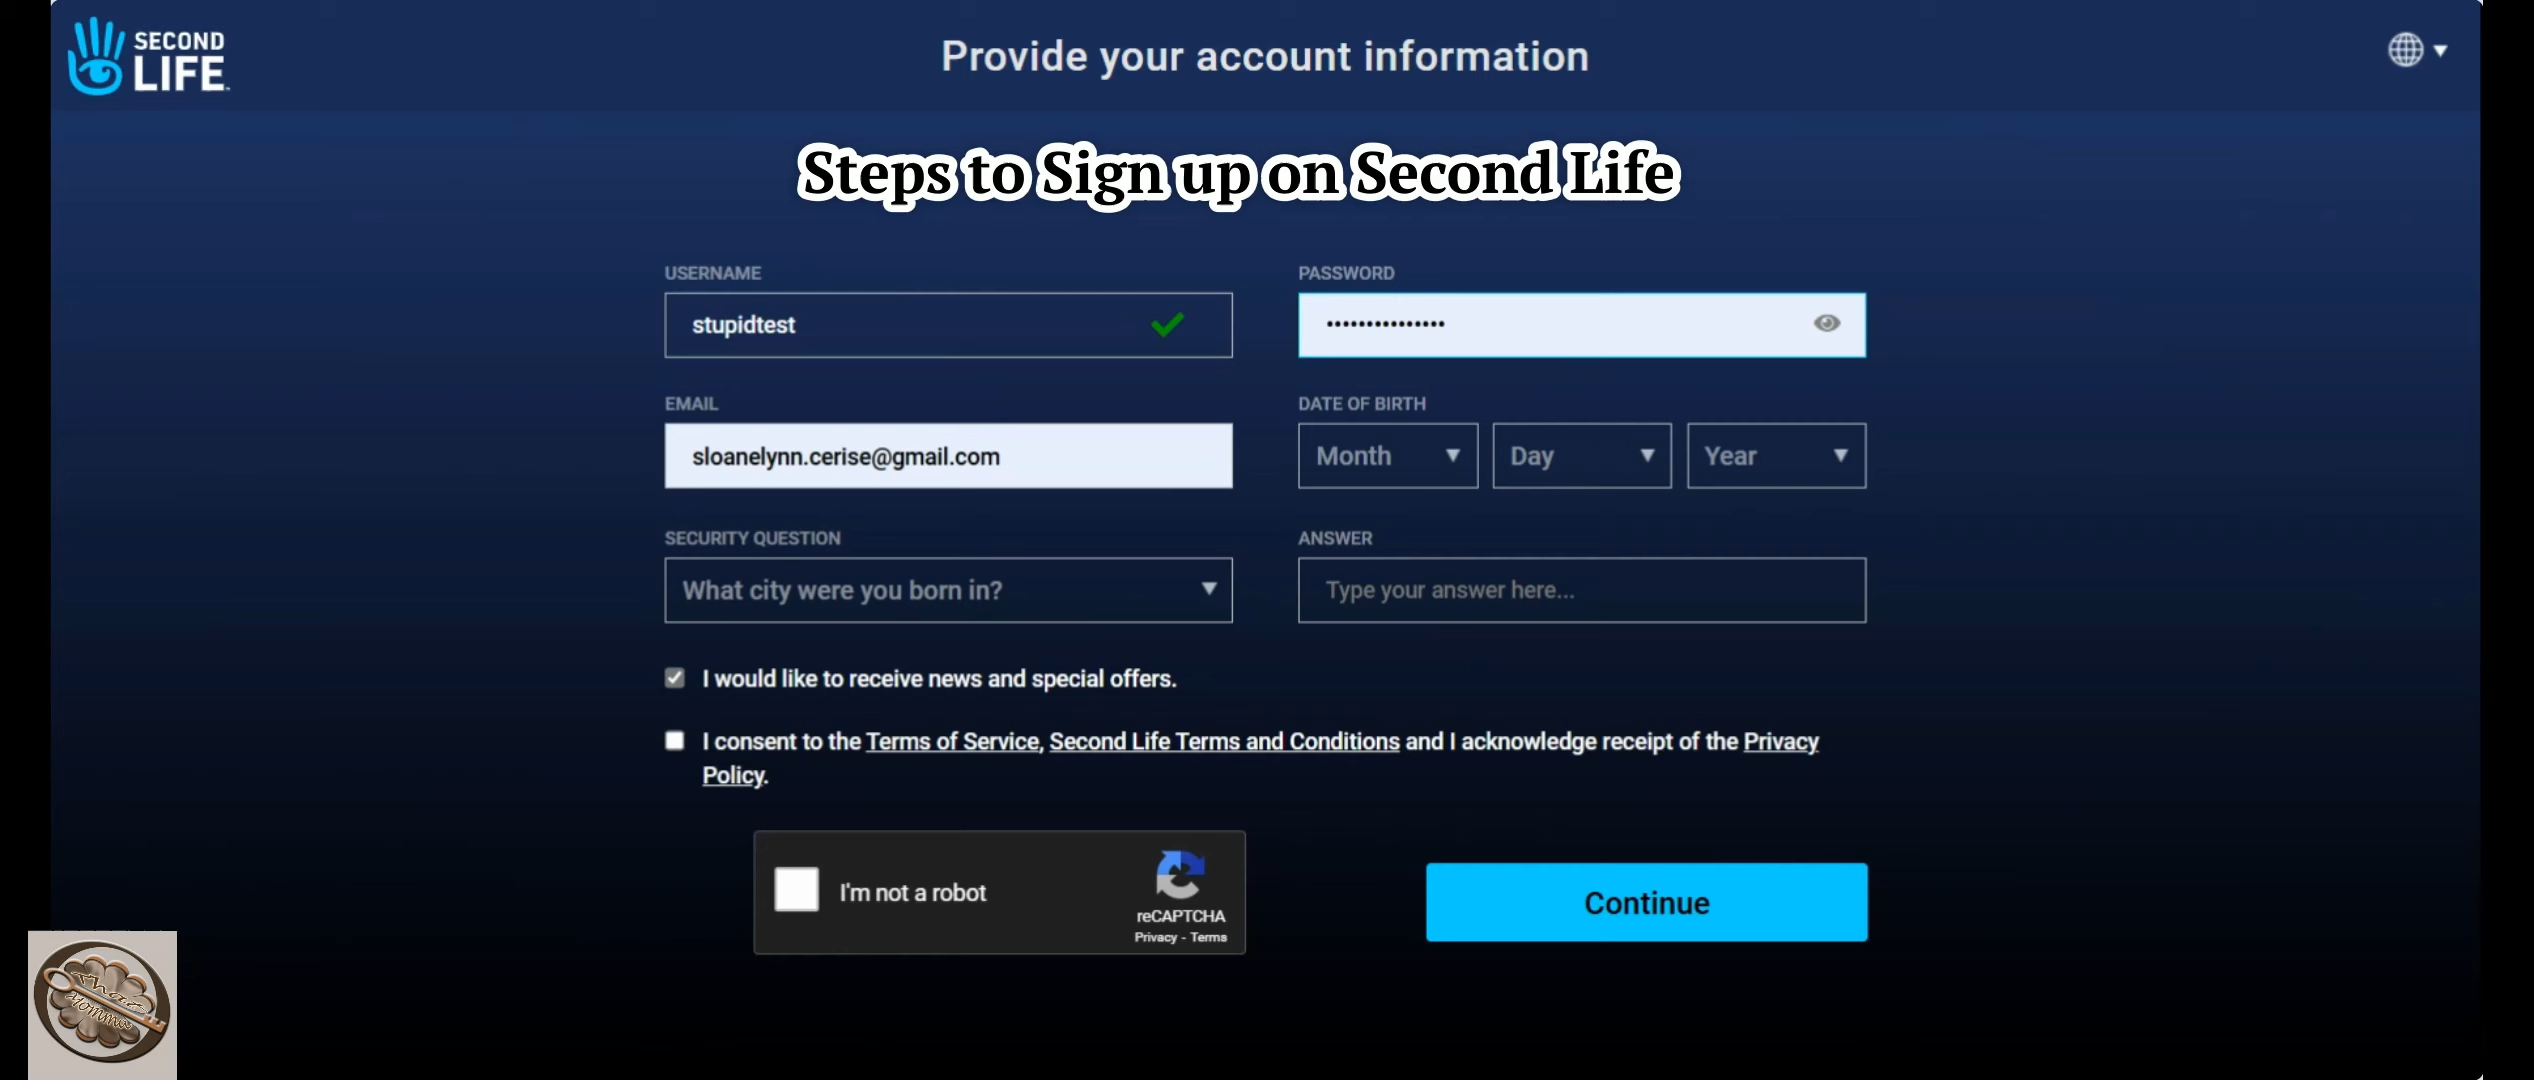 SECOND
LIFE
Provide your account information
Steps to Sign up on Second Life
USERNAME
PASSWORD
stupidtest
•••••••••••••••
EMAIL
DATE OF BIRTH
sloanelynn.cerise@gmail.com
Month
Day
Year
SECURITY QUESTION
ANSWER
What city were you born in?
Type your answer here...
I would like to receive news and special offers.
I consent to the Terms of Service, Second Life Terms and Conditions and I acknowledge receipt of the Privacy
Policy.
I'm not a robot
reCAPTCHA
Privacy - Terms
Continue
That
Momma